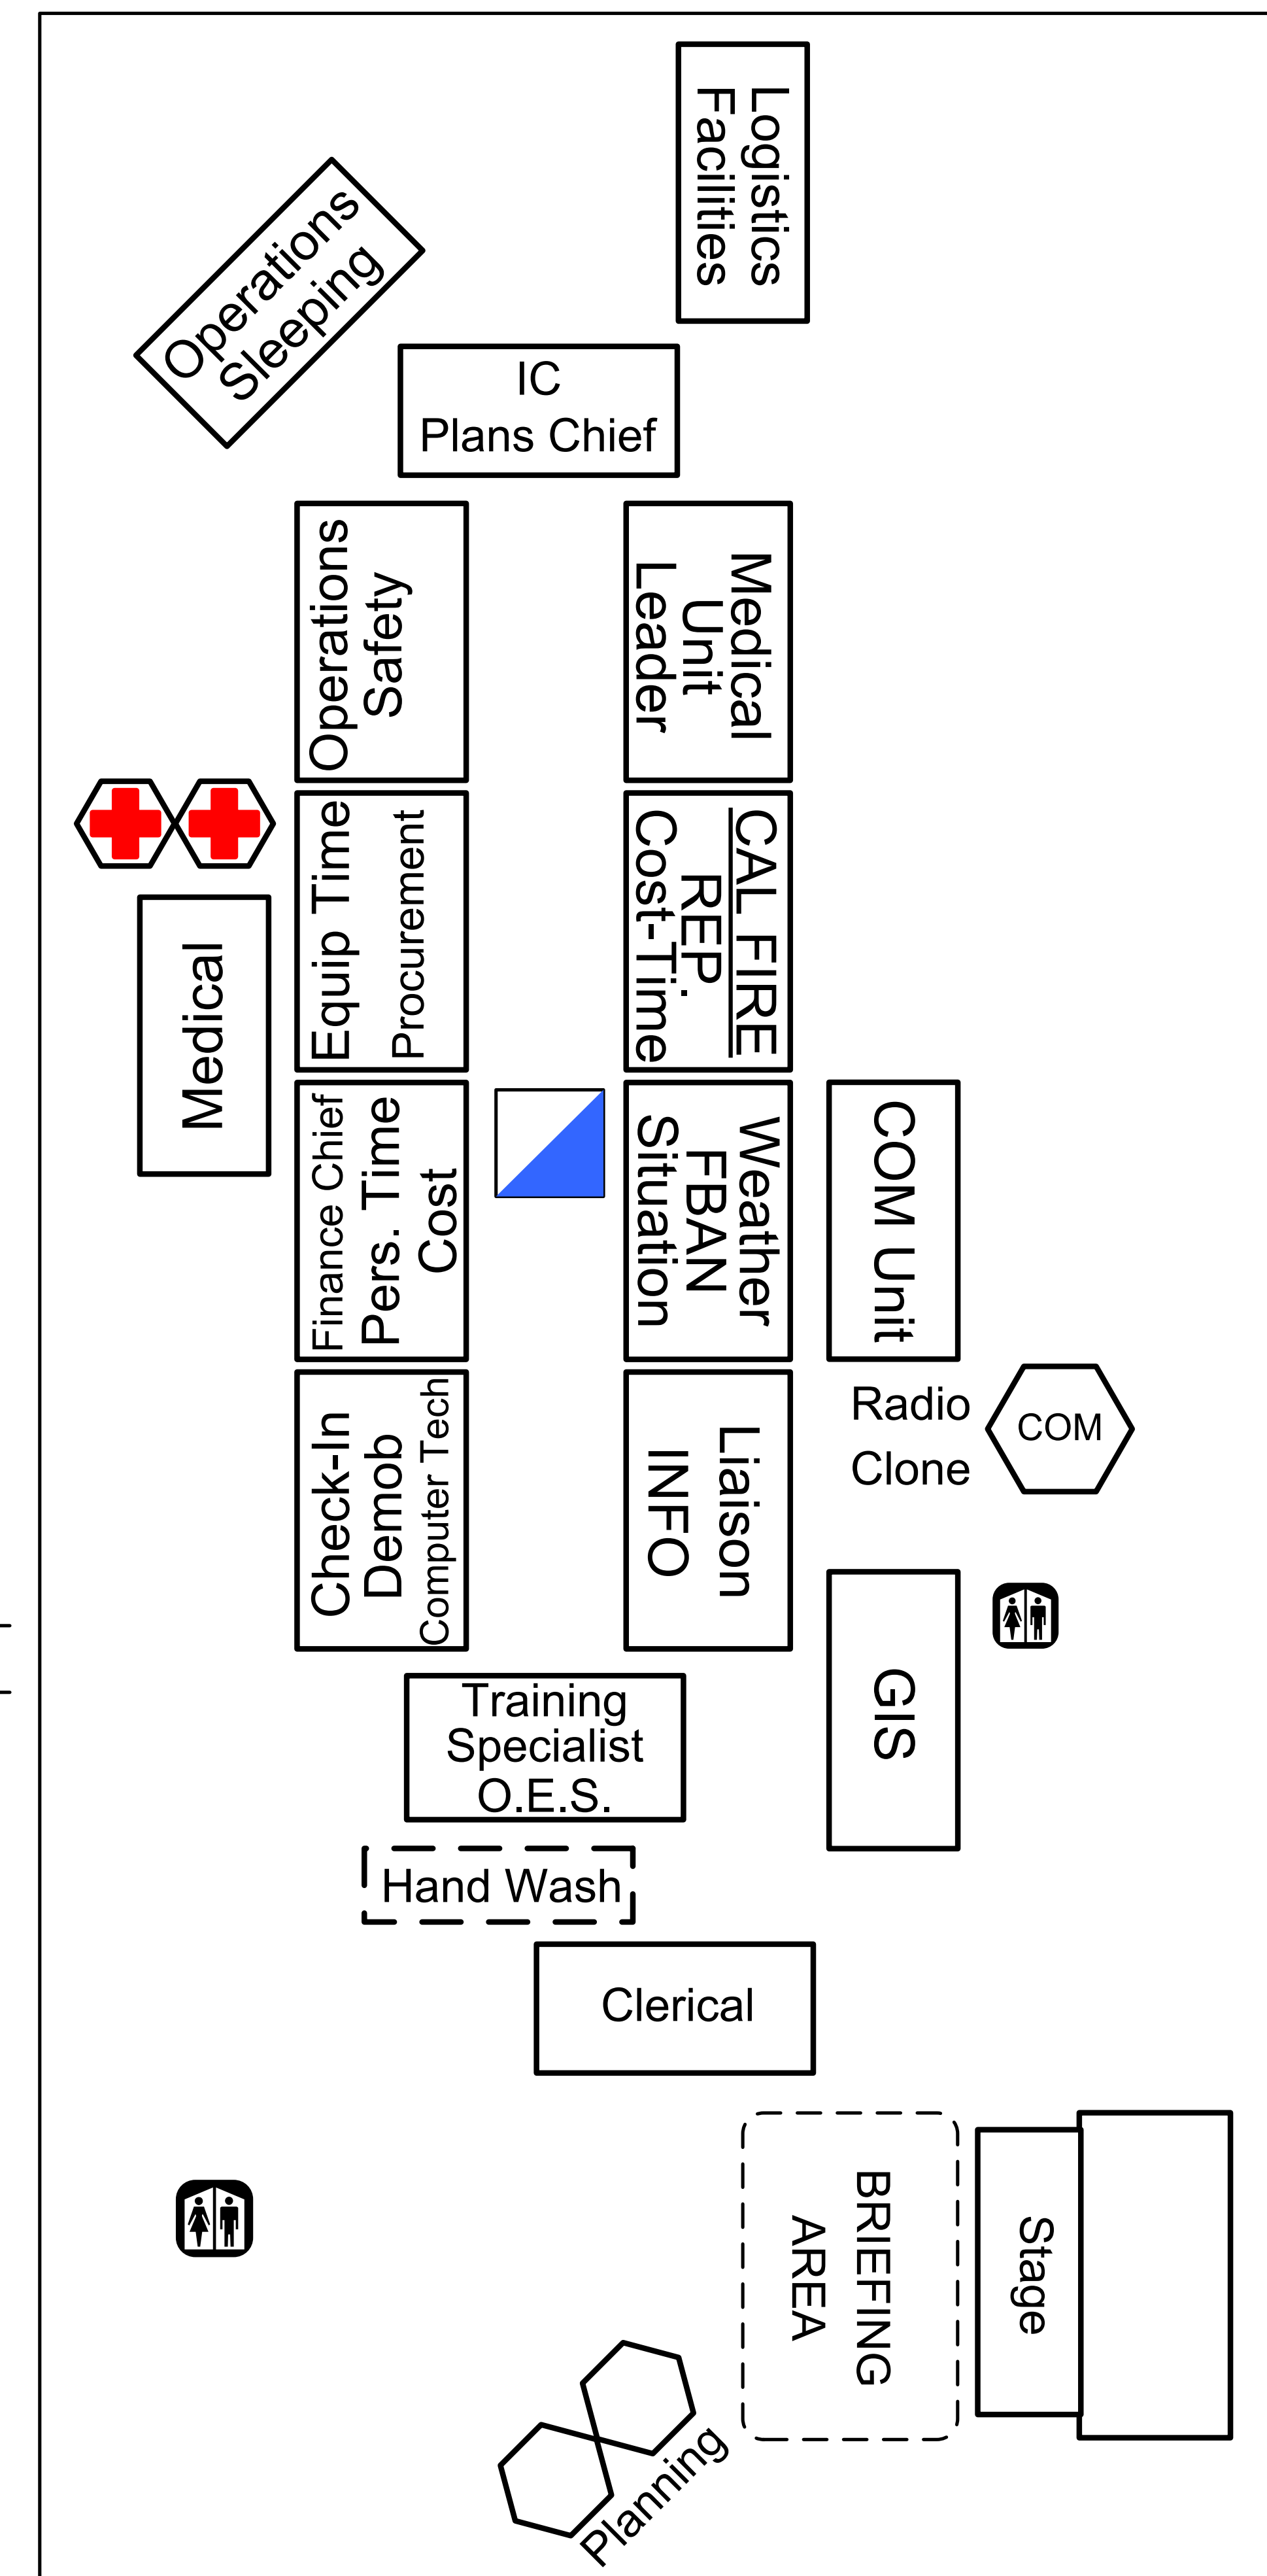 Logistics
Facilities
Operations
Sleeping
IC
Plans Chief
Operations
Safety
Medical
Unit
Leader
Equip Time
Procurement
CAL FIRE
REP.
Cost-Time
Medical
Finance Chief
Pers. Time
Cost
Weather
FBAN
Situation
COM Unit
Radio
Clone
COM
Check-In
Demob
Computer Tech
Liaison
INFO
GIS
Training
Specialist
O.E.S.
Hand Wash
Clerical
BRIEFING
AREA
Stage
Planning